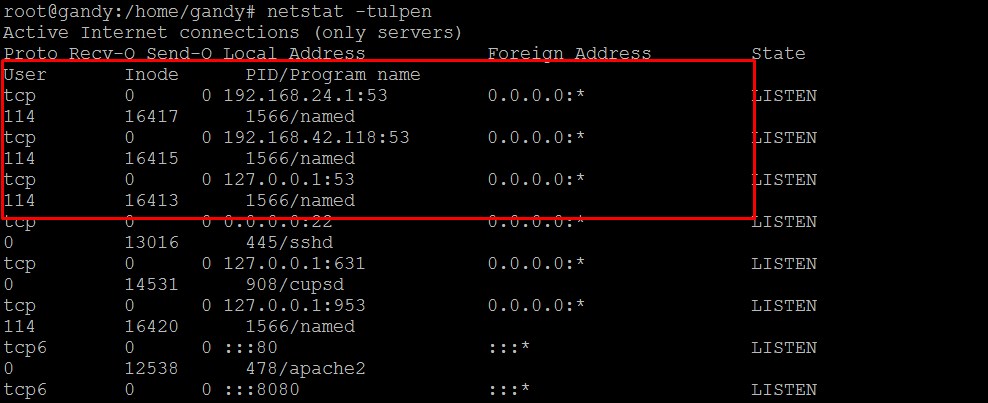 root@gandy:/home/gandy# netstat -tulpen
Active Internet connections (only servers)
Proto Recv-Q Send-Q Local Address           Foreign Address         State
User       Inode      PID/Program name
tcp        0      0 192.168.24.1:53         0.0.0.0:*               LISTEN
114        16417      1566/named
tcp        0      0 192.168.42.118:53       0.0.0.0:*               LISTEN
114        16415      1566/named
tcp        0      0 127.0.0.1:53            0.0.0.0:*               LISTEN
114        16413      1566/named
tcp        0      0 0.0.0.0:22              0.0.0.0:*               LISTEN
0          13016      445/sshd
tcp        0      0 127.0.0.1:631           0.0.0.0:*               LISTEN
0          14531      908/cupsd
tcp        0      0 127.0.0.1:953           0.0.0.0:*               LISTEN
114        16420      1566/named
tcp6       0      0 :::80                   :::*                    LISTEN
0          12538      478/apache2
tcp6       0      0 :::8080                 :::*                    LISTEN